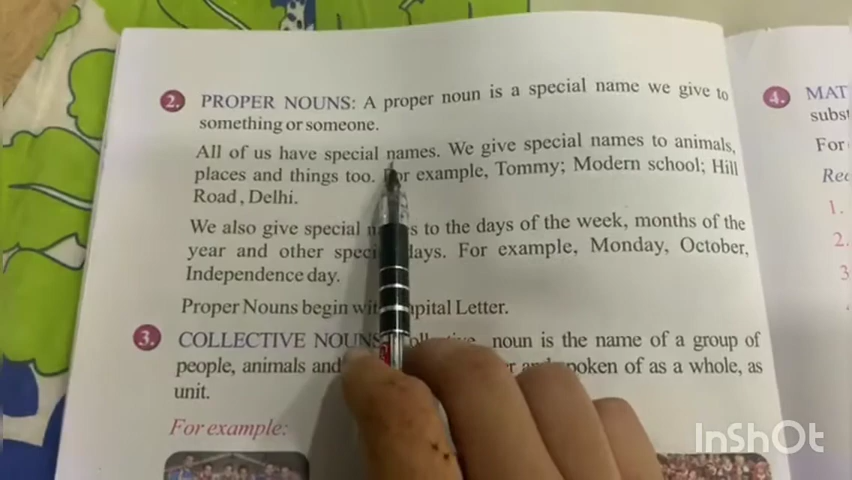 2. PROPER NOUNS: A proper noun is a special name we give to
something or someone.
All of us have special names. We give special names to animals,
places and things too. For example, Tommy; Modern school; Hill
Road, Delhi.
We also give special to the days of the week, months of the
year and other days. For example, Monday, October,
Independence day.
Proper Nouns begin Letter.
3. COLLECTIVE NOUNS noun is the name of a group of
people, animals and spoken of as a whole, as
unit.
For example:
4. MAT
subst
For
Rec
1.
2.
3
InShOt